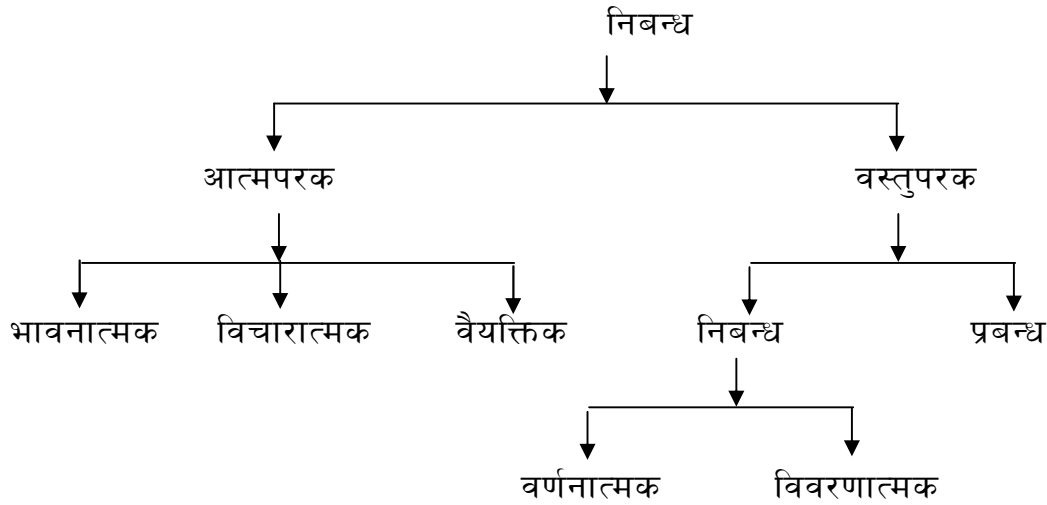 निबन्ध
आत्मपरक वस्तुपरक
भावनात्मक विचारात्मक वैयक्तिक निबन्ध प्रबन्ध
वर्णनात्मक विवरणात्मक